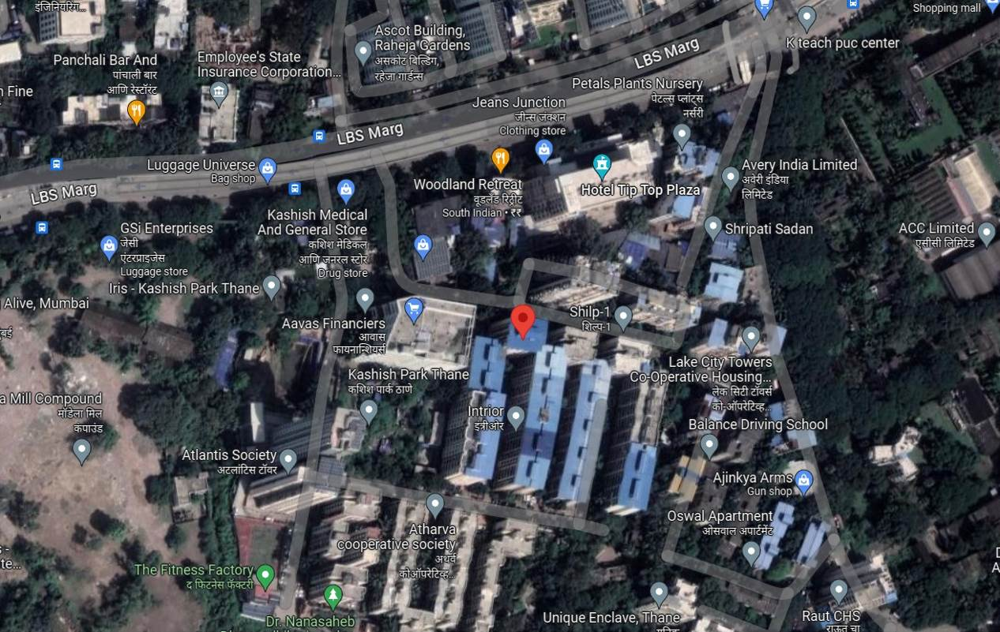 इंजिनियरिंग...
Shopping mall
Ascot Building,
Raheja Gardens
असकोट बिल्डिंग,
रहेजा गार्डन्स
LBS Marg
K teach puc center
Panchali Bar And
पांचाली बार
आणि रेस्टॉरंट
Employee's State
Insurance Corporation...
Petals Plants Nursery
पेटल्स प्लांट्स
नर्सरी
n Fine
Jeans Junction
जीन्स जंक्शन
Clothing store
LBS Marg
Luggage Universe
Bag shop
Avery India Limited
अवेरी इंडिया
लिमिटेड
LBS Marg
Woodland Retreat
वूडलँड रिट्रीट
South Indian • ₹₹
Hotel Tip Top Plaza
Kashish Medical
And General Store
कशिश मेडिकल
आणि जनरल स्टोर
Drug store
GSi Enterprises
जेसी
एंटरप्राइजेस
Luggage store
Shripati Sadan
ACC Limited
एसीसी लिमिटेड
Iris - Kashish Park Thane
Alive, Mumbai
Aavas Financiers
आवास
फायनान्शियर्स
Shilp-1
शिल्प-1
Kashish Park Thane
कशिश पार्क ठाणे
Lake City Towers
Co-Operative Housing...
लेक सिटी टॉवर्स
को-ऑपरेटिव्ह...
a Mill Compound
मॉडेला मिल
कंपाउंड
Intrior
इंत्रीओर
Balance Driving School
Atlantis Society
अटलांटिस टॉवर
Ajinkya Arms
Gun shop
Oswal Apartment
ओसवाल अपार्टमेंट
Atharva
cooperative society
अथर्व
कोऑपरेटिव्ह...
The Fitness Factory
द फिटनेस फॅक्टरी
Dr. Nanasaheb
Unique Enclave, Thane
Raut CHS
राऊत चा